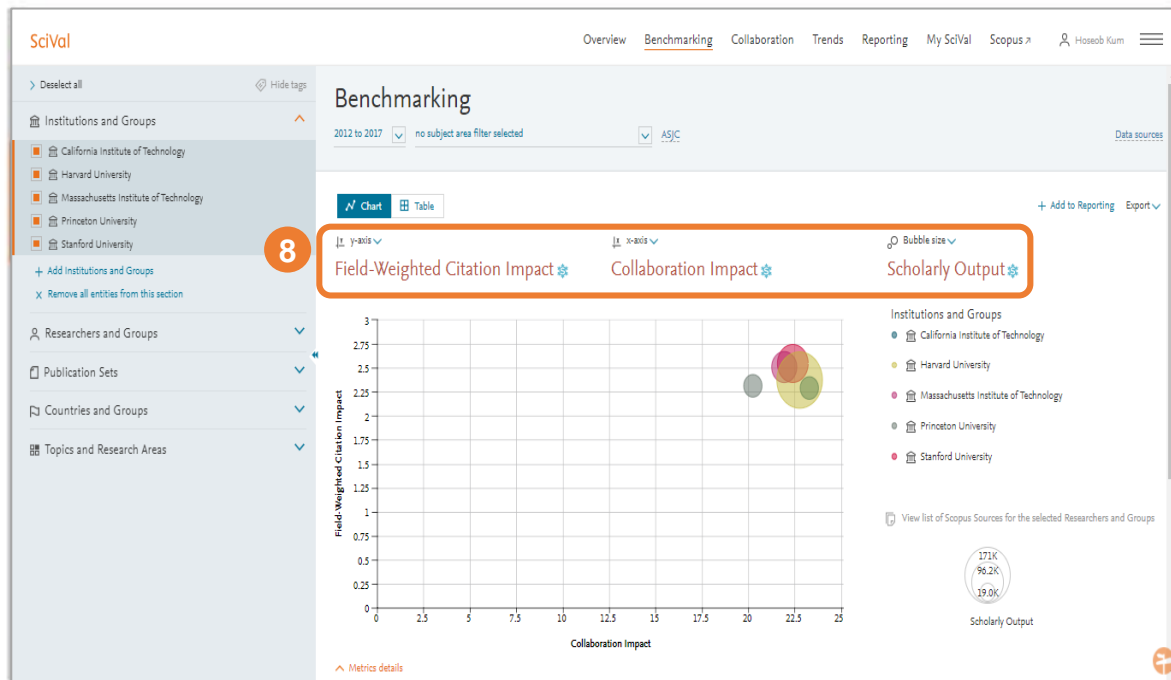 SciVal
Overview Benchmarking Collaboration Trends Reporting My SciVal Scopus Hoseob Kum
Deselect all Hide tags
Institutions and Groups
California Institute of Technology
Harvard University
Massachusetts Institute of Technology
Princeton University
Stanford University
+ Add Institutions and Groups
x Remove all entities from this section
Researchers and Groups
Publication Sets
Countries and Groups
Topics and Research Areas
Benchmarking
2012 to 2017 no subject area filter selected ASJC
Data sources
Chart Table
+ Add to Reporting Export
8
y-axis x-axis Bubble size
Field-Weighted Citation Impact Collaboration Impact Scholarly Output
3
2.75
2.5
2.25
2
1.75
1.5
1.25
1
0.75
0.5
0.25
0
Field-Weighted Citation Impact
0 2.5 5 7.5 10 12.5 15 17.5 20 22.5 25
Collaboration Impact
Metrics details
Institutions and Groups
California Institute of Technology
Harvard University
Massachusetts Institute of Technology
Princeton University
Stanford University
View list of Scopus Sources for the selected Researchers and Groups
171K
96.2K
19.0K
Scholarly Output